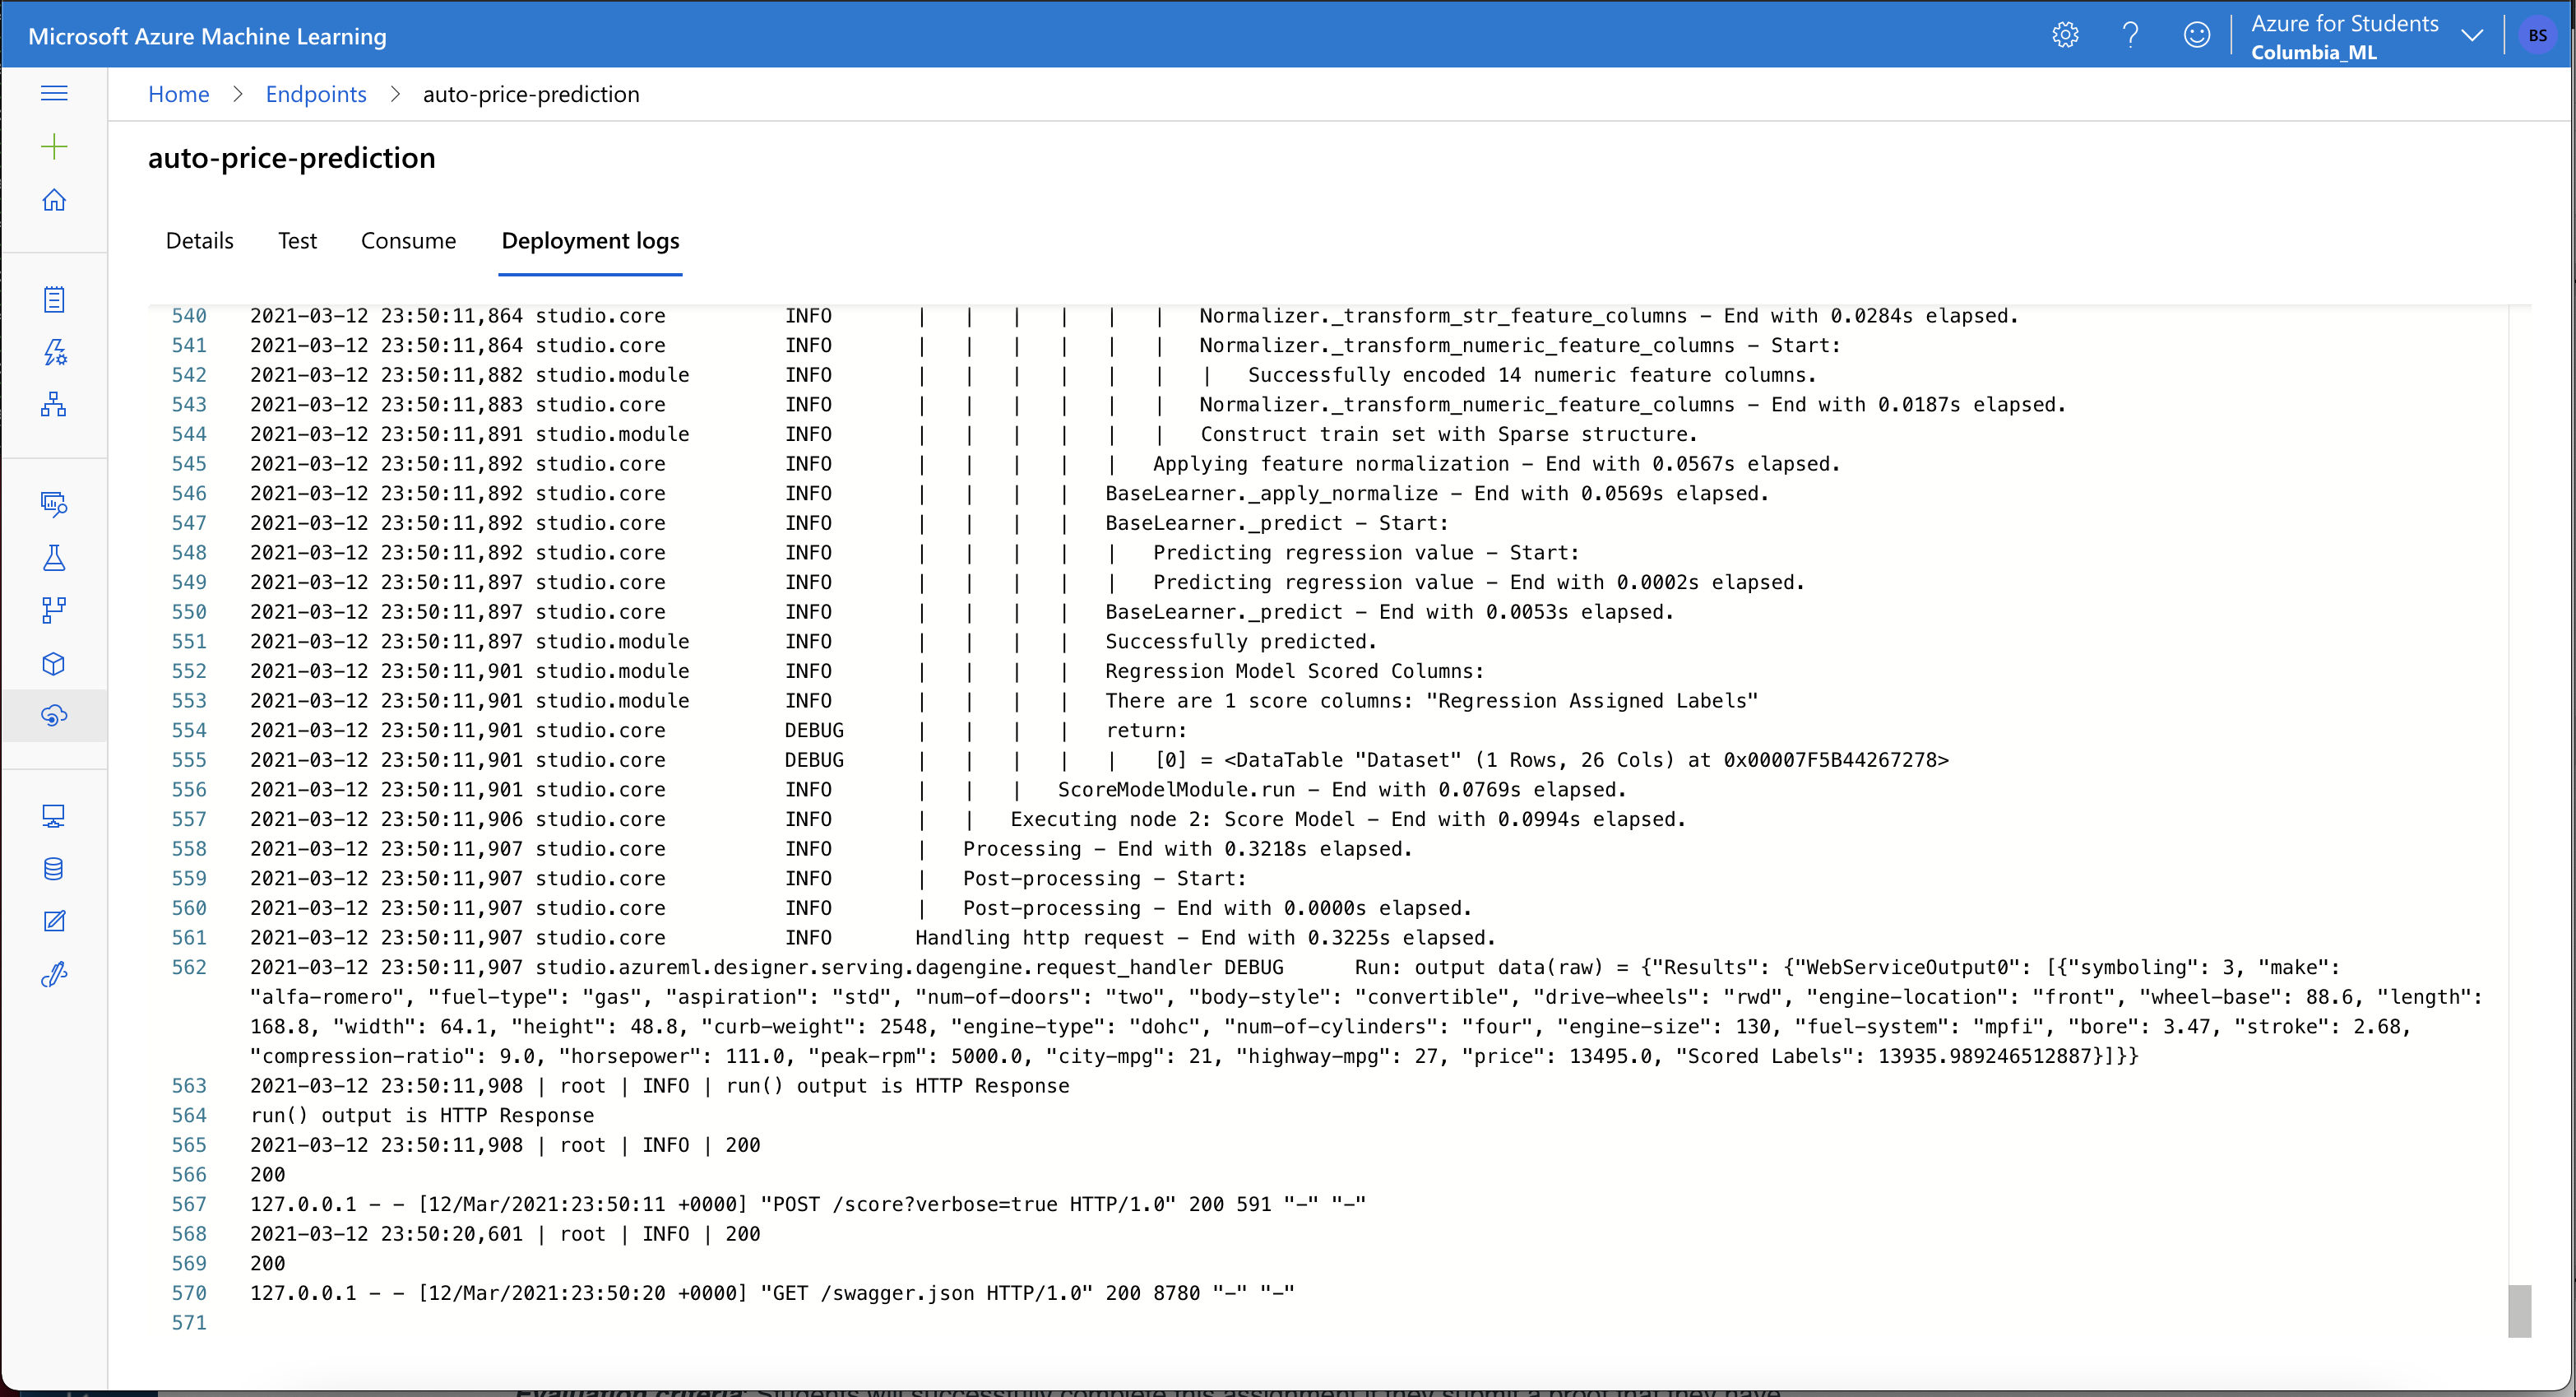 Microsoft Azure Machine Learning
Azure for Students
Columbia_ML
BS
Home > Endpoints > auto-price-prediction
auto-price-prediction
Details Test Consume Deployment logs
540 2021-03-12 23:50:11,864 studio.core INFO | | | | | | Normalizer._transform_str_feature_columns - End with 0.0284s elapsed.
541 2021-03-12 23:50:11,864 studio.core INFO | | | | | | Normalizer._transform_numeric_feature_columns - Start:
542 2021-03-12 23:50:11,882 studio.module INFO | | | | | | | Successfully encoded 14 numeric feature columns.
543 2021-03-12 23:50:11,883 studio.core INFO | | | | | | Normalizer._transform_numeric_feature_columns - End with 0.0187s elapsed.
544 2021-03-12 23:50:11,891 studio.module INFO | | | | | | Construct train set with Sparse structure.
545 2021-03-12 23:50:11,892 studio.core INFO | | | | | Applying feature normalization - End with 0.0567s elapsed.
546 2021-03-12 23:50:11,892 studio.core INFO | | | | BaseLearner._apply_normalize - End with 0.0569s elapsed.
547 2021-03-12 23:50:11,892 studio.core INFO | | | | BaseLearner._predict - Start:
548 2021-03-12 23:50:11,892 studio.core INFO | | | | | Predicting regression value - Start:
549 2021-03-12 23:50:11,897 studio.core INFO | | | | | Predicting regression value - End with 0.0002s elapsed.
550 2021-03-12 23:50:11,897 studio.core INFO | | | | BaseLearner._predict - End with 0.0053s elapsed.
551 2021-03-12 23:50:11,897 studio.module INFO | | | | Successfully predicted.
552 2021-03-12 23:50:11,901 studio.module INFO | | | | Regression Model Scored Columns:
553 2021-03-12 23:50:11,901 studio.module INFO | | | | There are 1 score columns: "Regression Assigned Labels"
554 2021-03-12 23:50:11,901 studio.core DEBUG | | | | return:
555 2021-03-12 23:50:11,901 studio.core DEBUG | | | | | [0] = <DataTable "Dataset" (1 Rows, 26 Cols) at 0x00007F5B44267278>
556 2021-03-12 23:50:11,901 studio.core INFO | | | ScoreModelModule.run - End with 0.0769s elapsed.
557 2021-03-12 23:50:11,906 studio.core INFO | | Executing node 2: Score Model - End with 0.0994s elapsed.
558 2021-03-12 23:50:11,907 studio.core INFO | Processing - End with 0.3218s elapsed.
559 2021-03-12 23:50:11,907 studio.core INFO | Post-processing - Start:
560 2021-03-12 23:50:11,907 studio.core INFO | Post-processing - End with 0.0000s elapsed.
561 2021-03-12 23:50:11,907 studio.core INFO Handling http request - End with 0.3225s elapsed.
562 2021-03-12 23:50:11,907 studio.azureml.designer.serving.dagengine.request_handler DEBUG Run: output data(raw) = {"Results": {"WebServiceOutput0": [{"symboling": 3, "make":
"alfa-romero", "fuel-type": "gas", "aspiration": "std", "num-of-doors": "two", "body-style": "convertible", "drive-wheels": "rwd", "engine-location": "front", "wheel-base": 88.6, "length":
168.8, "width": 64.1, "height": 48.8, "curb-weight": 2548, "engine-type": "dohc", "num-of-cylinders": "four", "engine-size": 130, "fuel-system": "mpfi", "bore": 3.47, "stroke": 2.68,
"compression-ratio": 9.0, "horsepower": 111.0, "peak-rpm": 5000.0, "city-mpg": 21, "highway-mpg": 27, "price": 13495.0, "Scored Labels": 13935.989246512887}]}}
563 2021-03-12 23:50:11,908 | root | INFO | run() output is HTTP Response
564 run() output is HTTP Response
565 2021-03-12 23:50:11,908 | root | INFO | 200
566 200
567 127.0.0.1 - - [12/Mar/2021:23:50:11 +0000] "POST /score?verbose=true HTTP/1.0" 200 591 "-" "-"
568 2021-03-12 23:50:20,601 | root | INFO | 200
569 200
570 127.0.0.1 - - [12/Mar/2021:23:50:20 +0000] "GET /swagger.json HTTP/1.0" 200 8780 "-" "-"
571
Evaluation criteria: Students will successfully complete this assignment if they submit a proof that they have